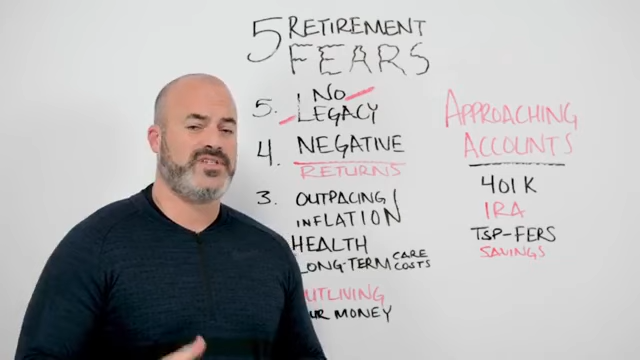 5 RETIREMENT
FEARS
5. NO
LEGACY
4. NEGATIVE
RETURNS
3. OUTPACING
INFLATION
HEALTH
LONG-TERM CARE
COSTS
MONEY
APPROACHING
ACCOUNTS
401K
IRA
TSP-FERS
SAVINGS